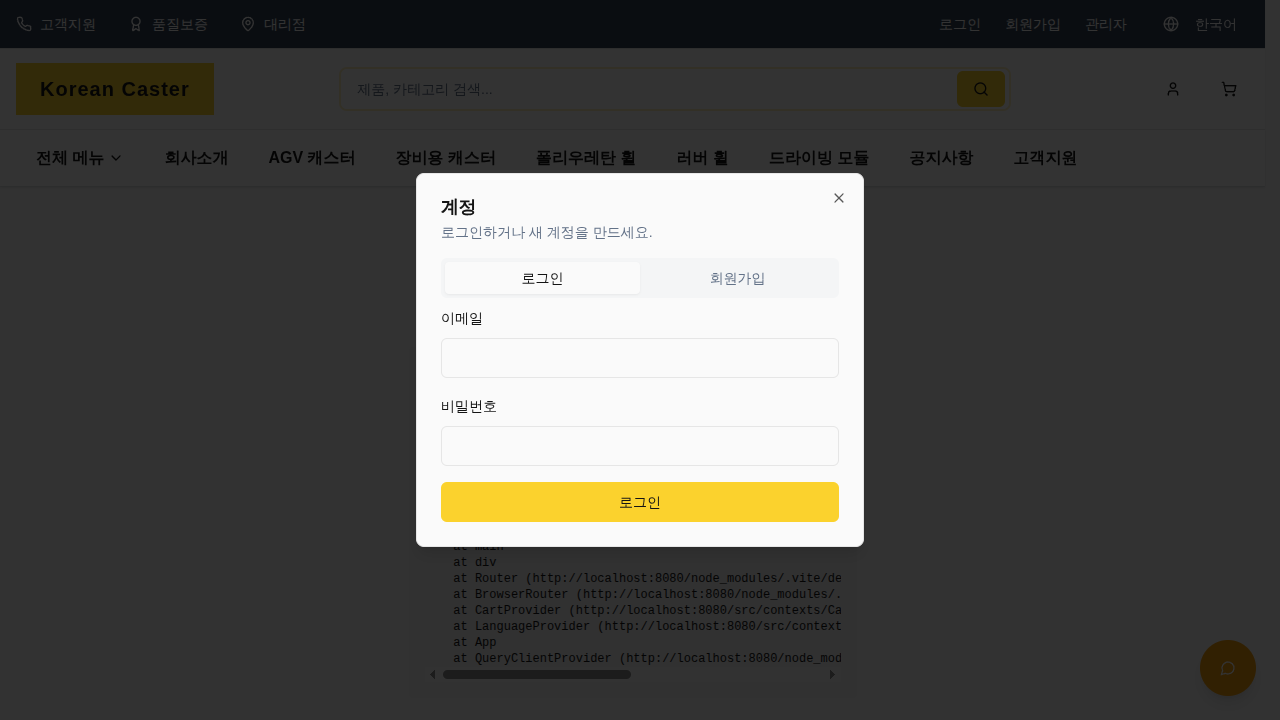 고객지원 품질보증 대리점 로그인 회원가입 관리자 한국어
Korean Caster
제품, 카테고리 검색...
전체 메뉴 회사소개 AGV 캐스터 장비용 캐스터 폴리우레탄 휠 러버 휠 드라이빙 모듈 공지사항 고객지원
계정
로그인하거나 새 계정을 만드세요.
로그인 회원가입
이메일
비밀번호
로그인
at main
at div
at Router (http://localhost:8080/node_modules/.vite/de
at BrowserRouter (http://localhost:8080/node_modules/.
at CartProvider (http://localhost:8080/src/contexts/Ca
at LanguageProvider (http://localhost:8080/src/context
at App
at QueryClientProvider (http://localhost:8080/node_mod